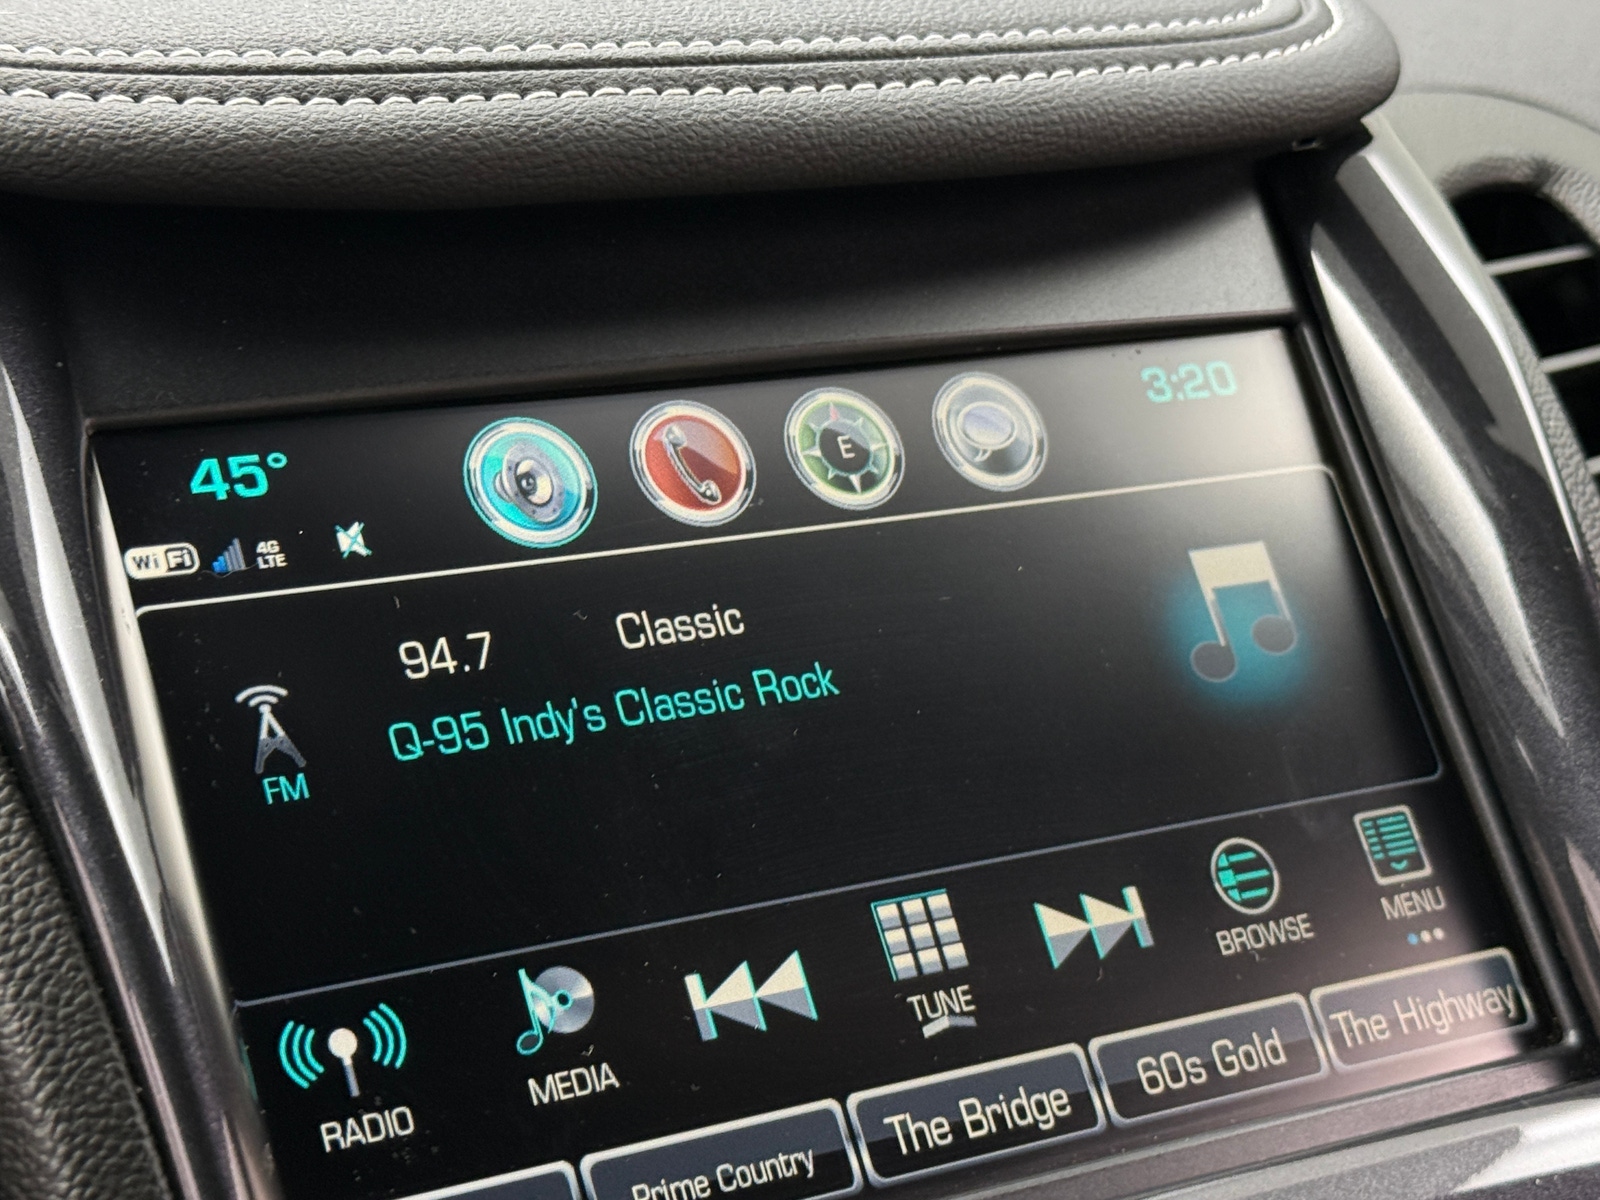 45°
3:20
E
WiFi
4G
LTE
94.7 Classic
Q-95 Indy's Classic Rock
FM
RADIO
MEDIA
TUNE
BROWSE
MENU
Prime Country
The Bridge
60s Gold
The Highway